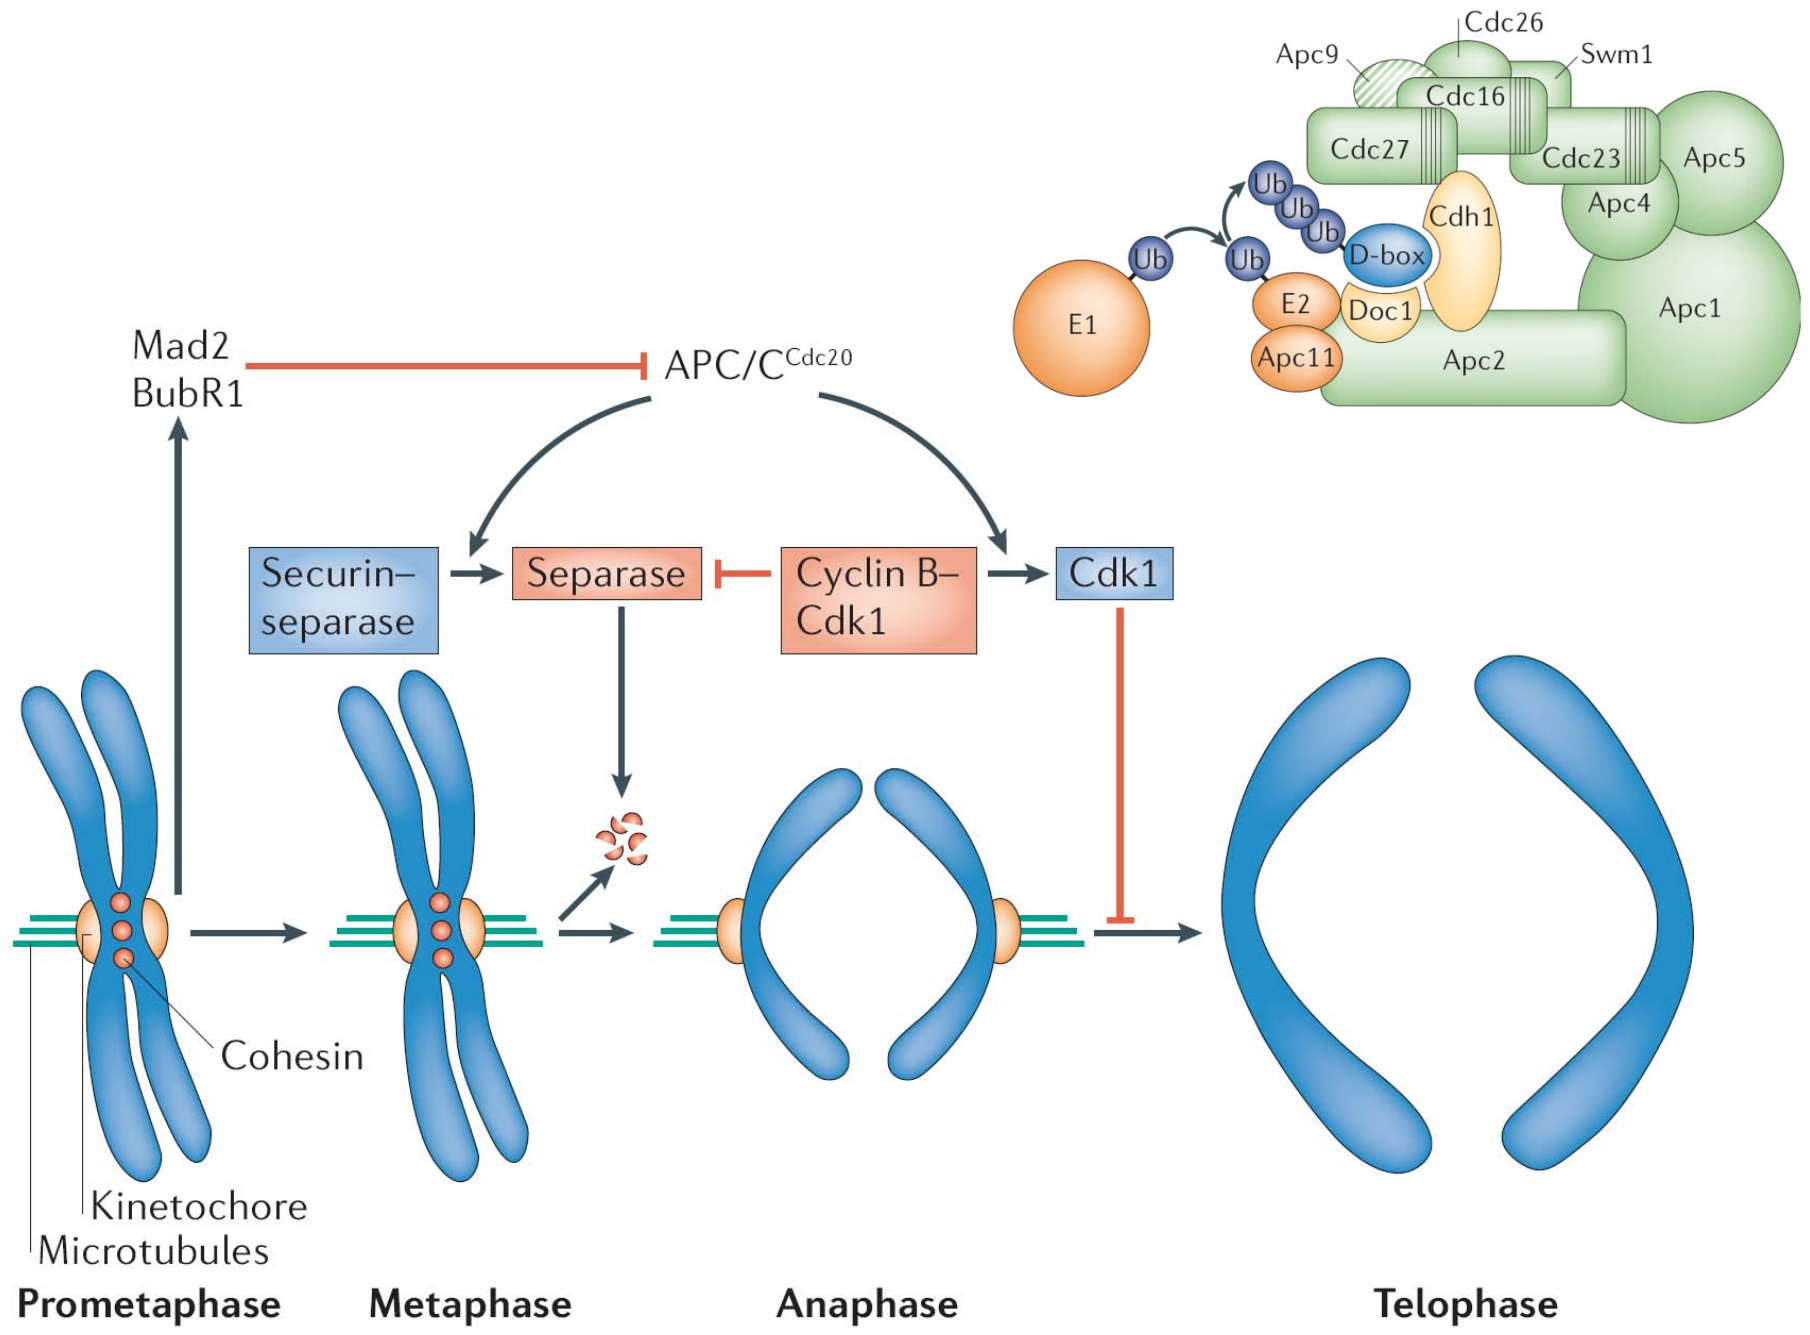 Cdc26
Apc9
Swm1
Cdc16
Cdc27
Cdc23
Apc5
Ub
Ub
Ub
Apc4
Cdh1
Ub
Ub
D-box
E1
E2
Doc1
Apc1
Apc11
Apc2
Mad2
BubR1
APC/C^Cdc20
Securin–
separase
Separase
Cyclin B–
Cdk1
Cdk1
Cohesin
Kinetochore
Microtubules
Prometaphase
Metaphase
Anaphase
Telophase